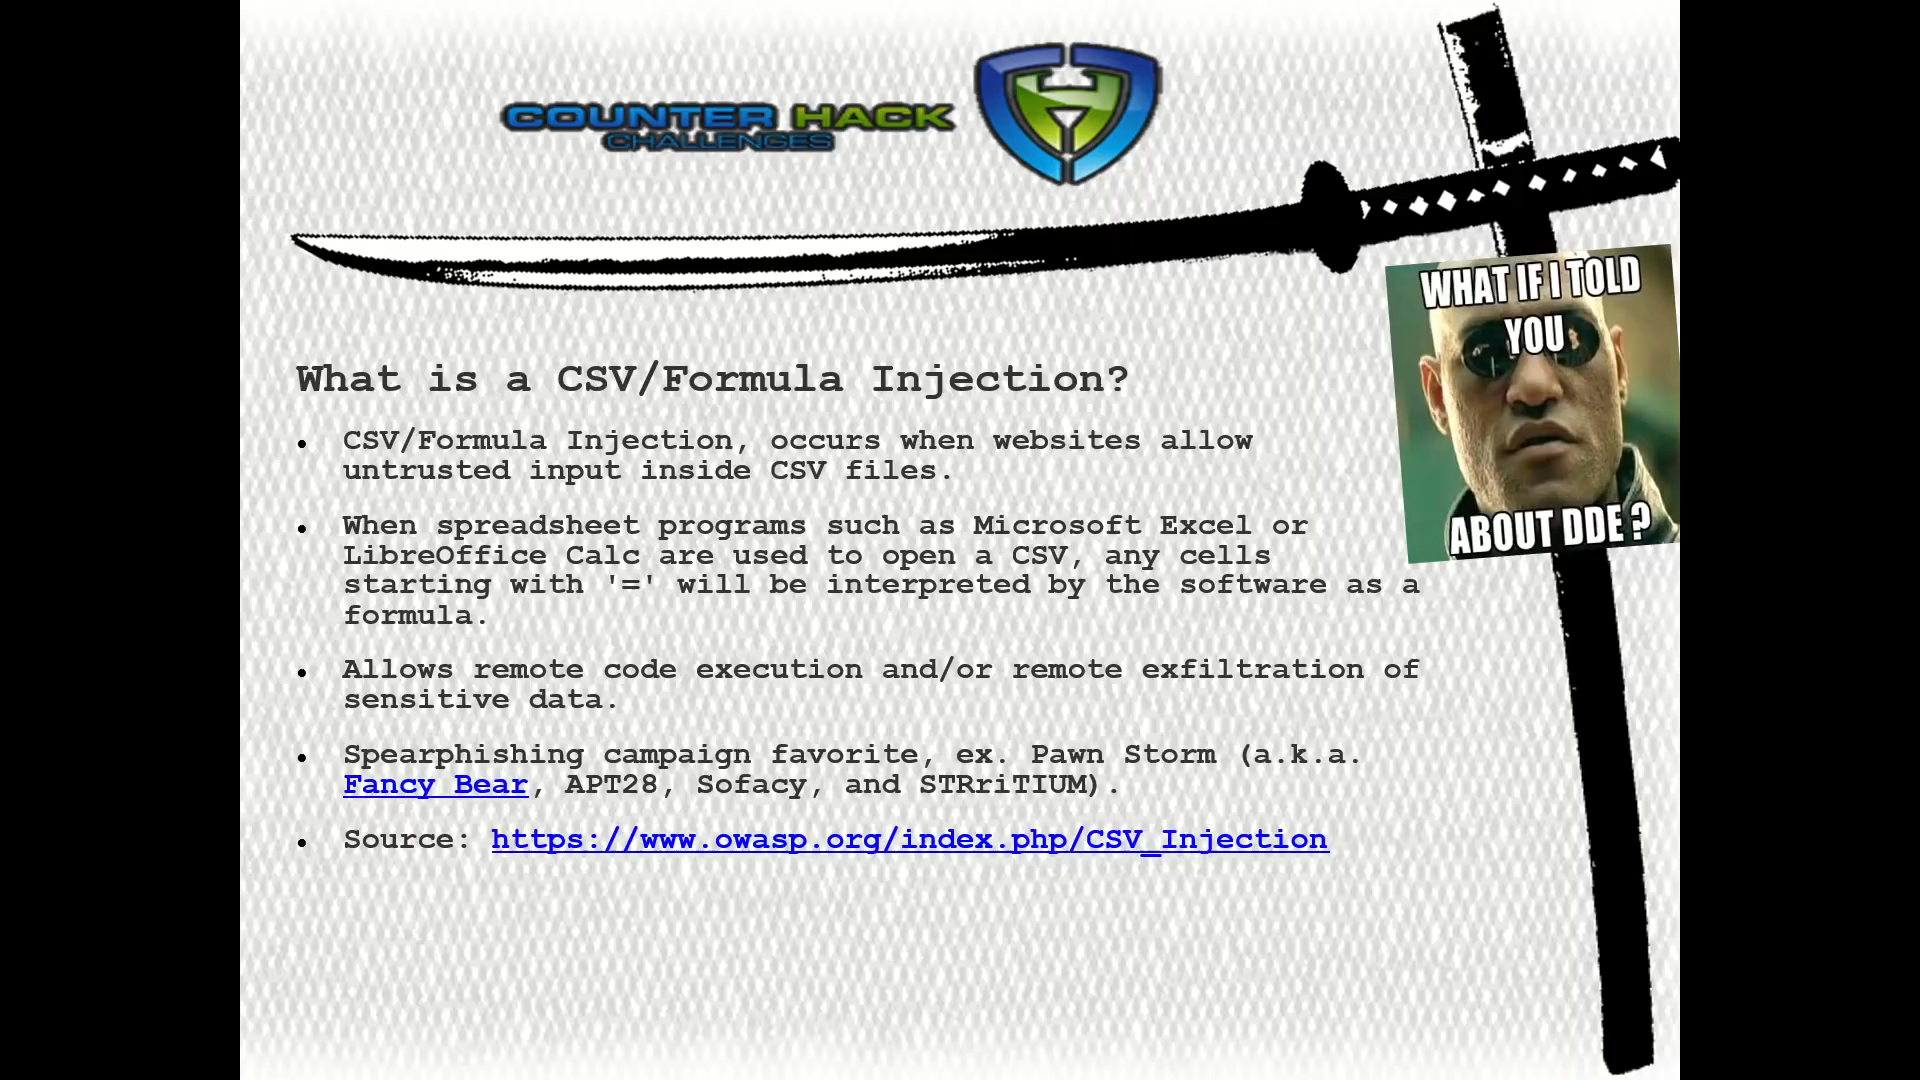 COUNTER HACK
CHALLENGES
WHAT IF I TOLD
YOU
ABOUT DDE ?
What is a CSV/Formula Injection?
CSV/Formula Injection, occurs when websites allow
untrusted input inside CSV files.
When spreadsheet programs such as Microsoft Excel or
LibreOffice Calc are used to open a CSV, any cells
starting with '=' will be interpreted by the software as a
formula.
Allows remote code execution and/or remote exfiltration of
sensitive data.
Spearphishing campaign favorite, ex. Pawn Storm (a.k.a.
Fancy Bear, APT28, Sofacy, and STRriTIUM).
Source: https://www.owasp.org/index.php/CSV_Injection